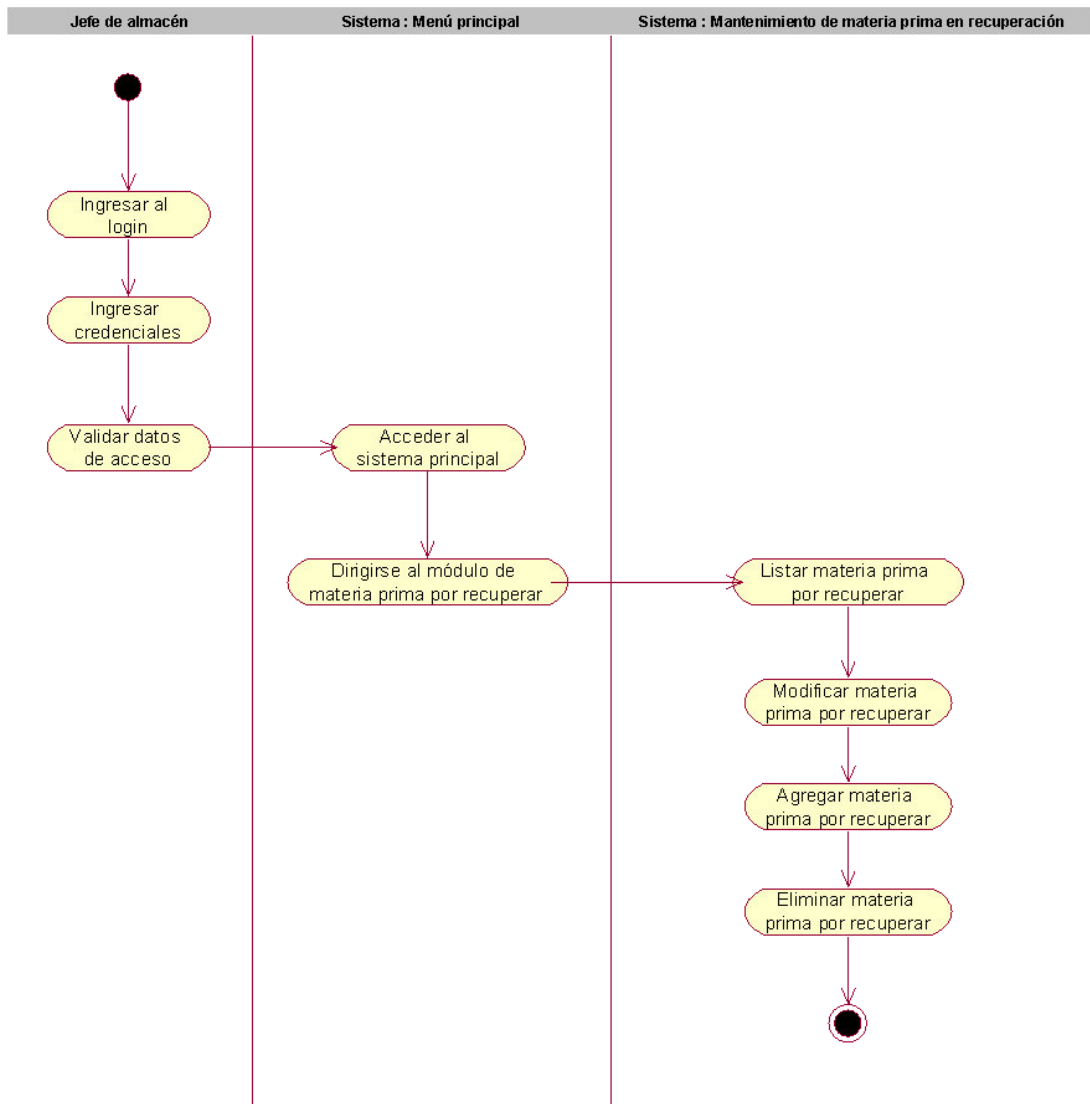 Jefe de almacén
Sistema : Menú principal
Sistema : Mantenimiento de materia prima en recuperación
Ingresar al
login
Ingresar
credenciales
Validar datos
de acceso
Acceder al
sistema principal
Dirigirse al módulo de
materia prima por recuperar
Listar materia prima
por recuperar
Modificar materia
prima por recuperar
Agregar materia
prima por recuperar
Eliminar materia
prima por recuperar